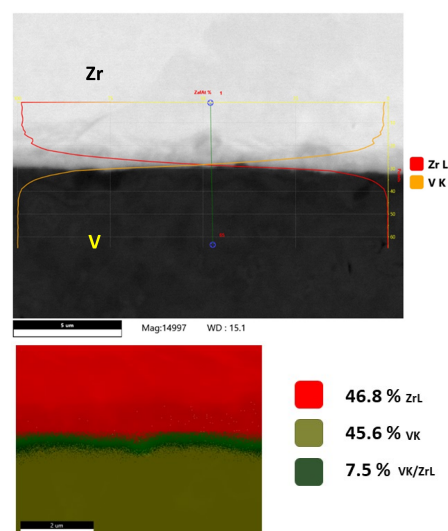 Zr
Zr L
V K
V
40
50
60
5 um
Mag:14997 WD : 15.1
46.8 % ZrL
45.6 % VK
7.5 % VK/ZrL
2 um